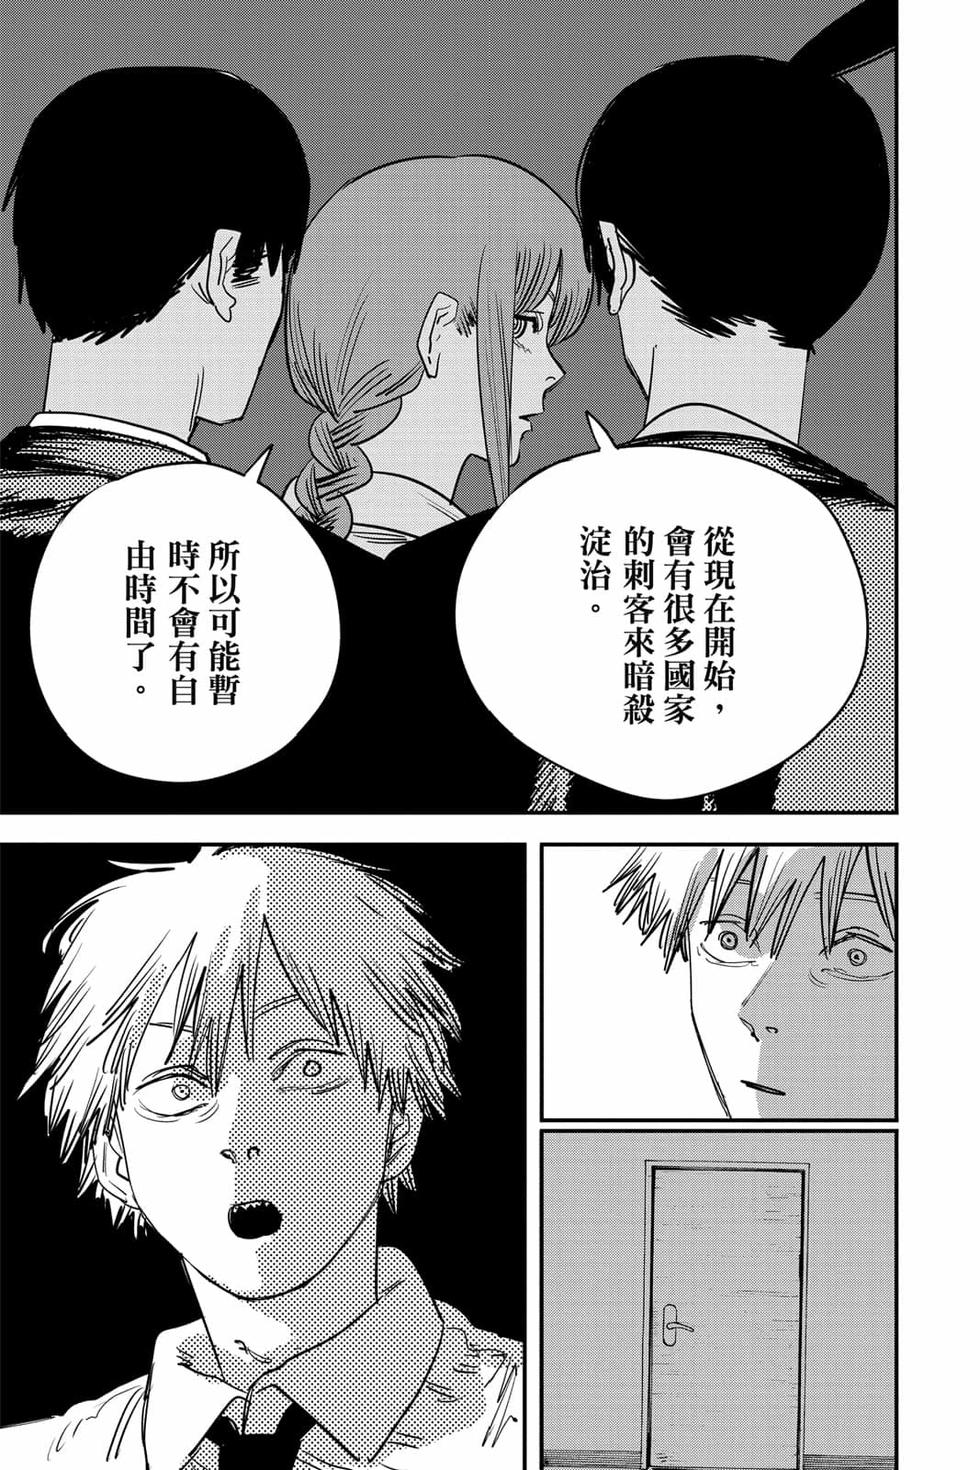 從現在開始，
會有很多國家
的刺客來暗殺
淀治。
所以可能暫
時不會有自
由時間了。